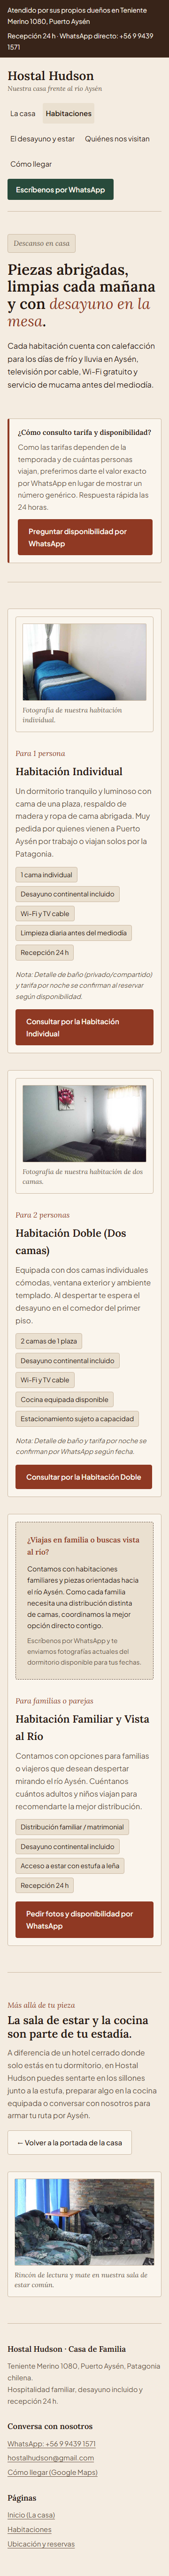 Atendido por sus propios dueños en Teniente
Merino 1080, Puerto Aysén
Recepción 24 h · WhatsApp directo: +56 9 9439
1571
Hostal Hudson
Nuestra casa frente al río Aysén
La casa
Habitaciones
El desayuno y estar
Quiénes nos visitan
Cómo llegar
Escríbenos por WhatsApp
Descanso en casa
Piezas abrigadas,
limpias cada mañana
y con desayuno en la
mesa.
Cada habitación cuenta con calefacción
para los días de frío y lluvia en Aysén,
televisión por cable, Wi-Fi gratuito y
servicio de mucama antes del mediodía.
¿Cómo consulto tarifa y disponibilidad?
Como las tarifas dependen de la
temporada y de cuántas personas
viajan, preferimos darte el valor exacto
por WhatsApp en lugar de mostrar un
número genérico. Respuesta rápida las
24 horas.
Preguntar disponibilidad por
WhatsApp
Fotografía de nuestra habitación
individual.
Para 1 persona
Habitación Individual
Un dormitorio tranquilo y luminoso con
cama de una plaza, respaldo de
madera y ropa de cama abrigada. Muy
pedida por quienes vienen a Puerto
Aysén por trabajo o viajan solos por la
Patagonia.
1 cama individual
Desayuno continental incluido
Wi-Fi y TV cable
Limpieza diaria antes del mediodía
Recepción 24 h
Nota: Detalle de baño (privado/compartido)
y tarifa por noche se confirman al reservar
según disponibilidad.
Consultar por la Habitación
Individual
Fotografía de nuestra habitación de dos
camas.
Para 2 personas
Habitación Doble (Dos
camas)
Equipada con dos camas individuales
cómodas, ventana exterior y ambiente
templado. Al despertar te espera el
desayuno en el comedor del primer
piso.
2 camas de 1 plaza
Desayuno continental incluido
Wi-Fi y TV cable
Cocina equipada disponible
Estacionamiento sujeto a capacidad
Nota: Detalle de baño y tarifa por noche se
confirman por WhatsApp según fecha.
Consultar por la Habitación Doble
¿Viajas en familia o buscas vista
al río?
Contamos con habitaciones
familiares y piezas orientadas hacia
el río Aysén. Como cada familia
necesita una distribución distinta
de camas, coordinamos la mejor
opción directo contigo.
Escríbenos por WhatsApp y te
enviamos fotografías actuales del
dormitorio disponible para tus fechas.
Para familias o parejas
Habitación Familiar y Vista
al Río
Contamos con opciones para familias
o viajeros que desean despertar
mirando el río Aysén. Cuéntanos
cuántos adultos y niños viajan para
recomendarte la mejor distribución.
Distribución familiar / matrimonial
Desayuno continental incluido
Acceso a estar con estufa a leña
Recepción 24 h
Pedir fotos y disponibilidad por
WhatsApp
Más allá de tu pieza
La sala de estar y la cocina
son parte de tu estadía.
A diferencia de un hotel cerrado donde
solo estás en tu dormitorio, en Hostal
Hudson puedes sentarte en los sillones
junto a la estufa, preparar algo en la cocina
equipada o conversar con nosotros para
armar tu ruta por Aysén.
← Volver a la portada de la casa
Rincón de lectura y mate en nuestra sala de
estar común.
Hostal Hudson · Casa de Familia
Teniente Merino 1080, Puerto Aysén, Patagonia
chilena.
Hospitalidad familiar, desayuno incluido y
recepción 24 h.
Conversa con nosotros
WhatsApp: +56 9 9439 1571
hostalhudson@gmail.com
Cómo llegar (Google Maps)
Páginas
Inicio (La casa)
Habitaciones
Ubicación y reservas